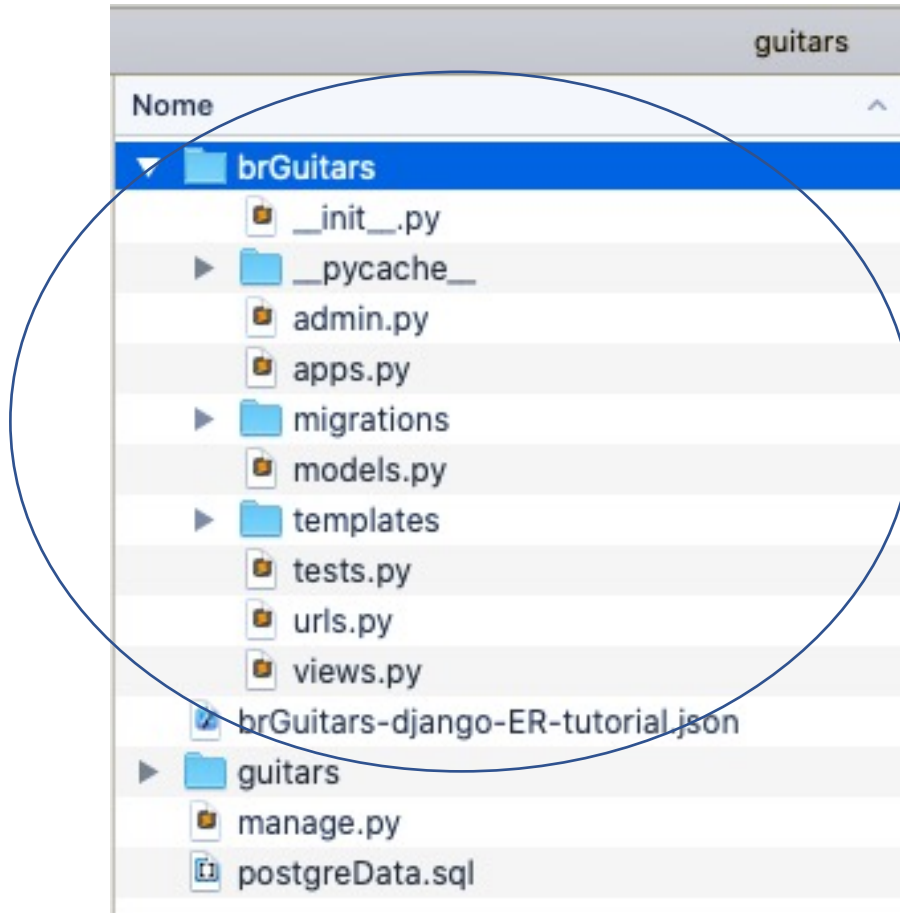 guitars
Nome
brGuitars
__init__.py
__pycache__
admin.py
apps.py
migrations
models.py
templates
tests.py
urls.py
views.py
brGuitars-django-ER-tutorial.json
guitars
manage.py
postgreData.sql